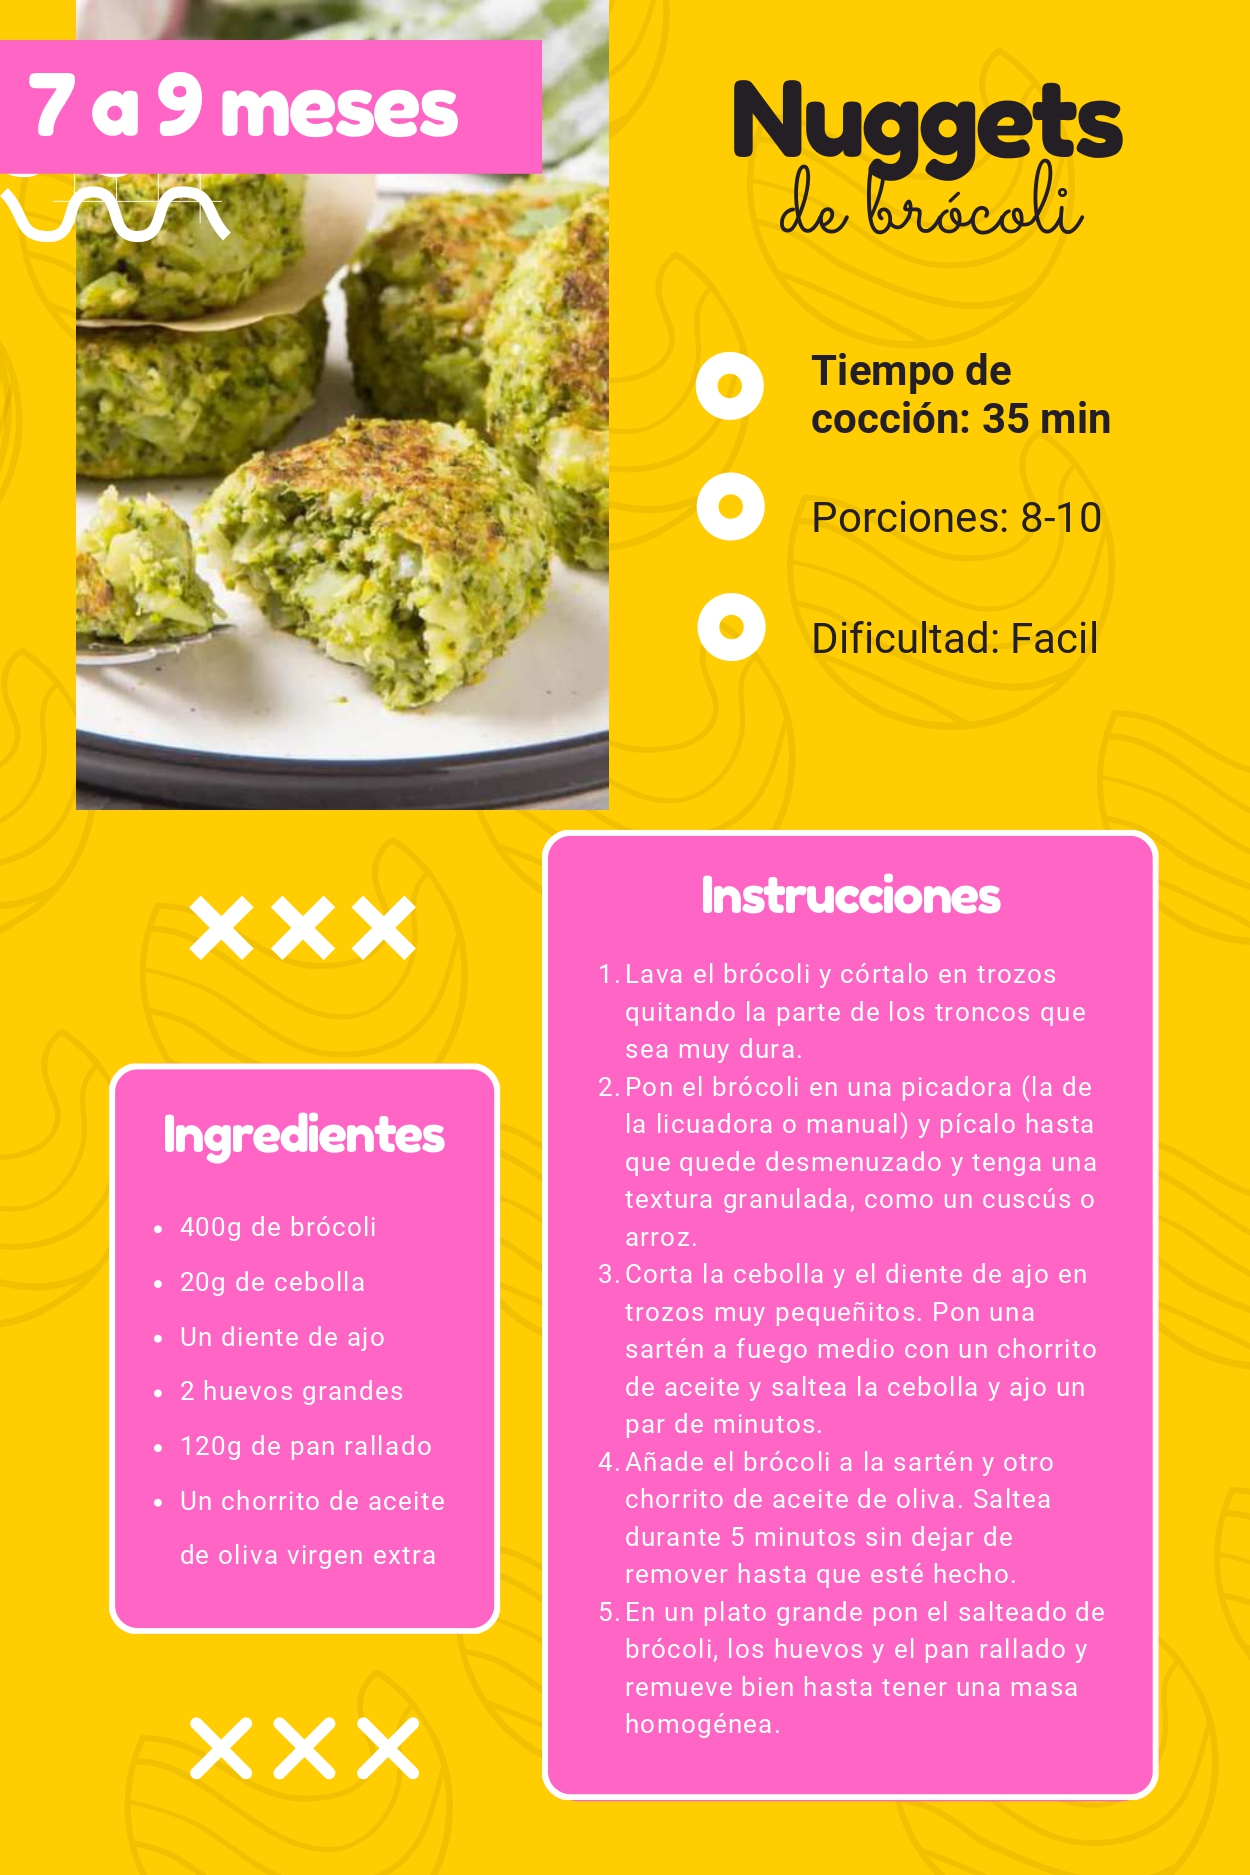 7 a 9 meses
Nuggets
de brócoli
Tiempo de
cocción: 35 min
Porciones: 8-10
Dificultad: Facil
Ingredientes
• 400g de brócoli
• 20g de cebolla
• Un diente de ajo
• 2 huevos grandes
• 120g de pan rallado
• Un chorrito de aceite
de oliva virgen extra
Instrucciones
1. Lava el brócoli y córtalo en trozos
quitando la parte de los troncos que
sea muy dura.
2. Pon el brócoli en una picadora (la de
la licuadora o manual) y pícalo hasta
que quede desmenuzado y tenga una
textura granulada, como un cuscús o
arroz.
3. Corta la cebolla y el diente de ajo en
trozos muy pequeñitos. Pon una
sartén a fuego medio con un chorrito
de aceite y saltea la cebolla y ajo un
par de minutos.
4. Añade el brócoli a la sartén y otro
chorrito de aceite de oliva. Saltea
durante 5 minutos sin dejar de
remover hasta que esté hecho.
5. En un plato grande pon el salteado de
brócoli, los huevos y el pan rallado y
remueve bien hasta tener una masa
homogénea.